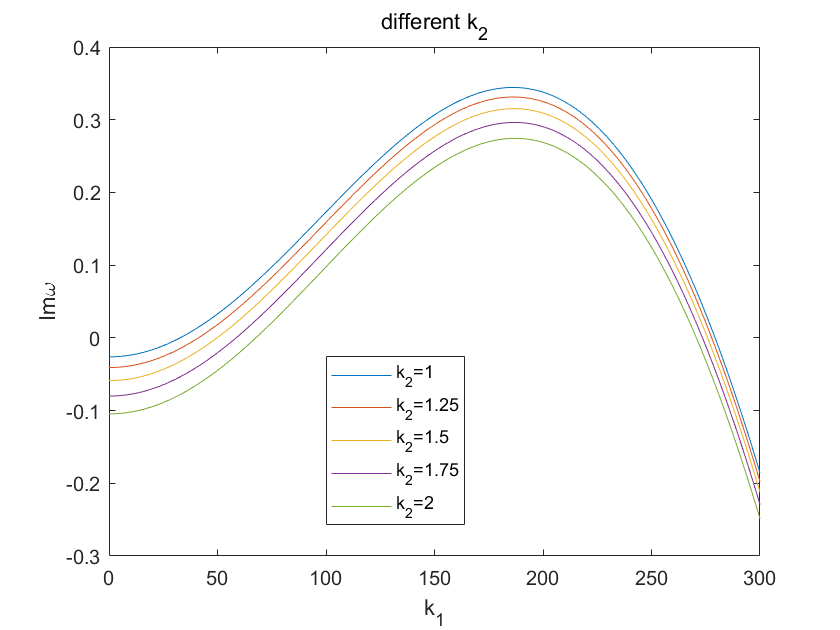 different k₂
0.4
0.3
0.2
0.1
0
-0.1
-0.2
-0.3
Imω
k₂=1
k₂=1.25
k₂=1.5
k₂=1.75
k₂=2
0 50 100 150 200 250 300
k₁